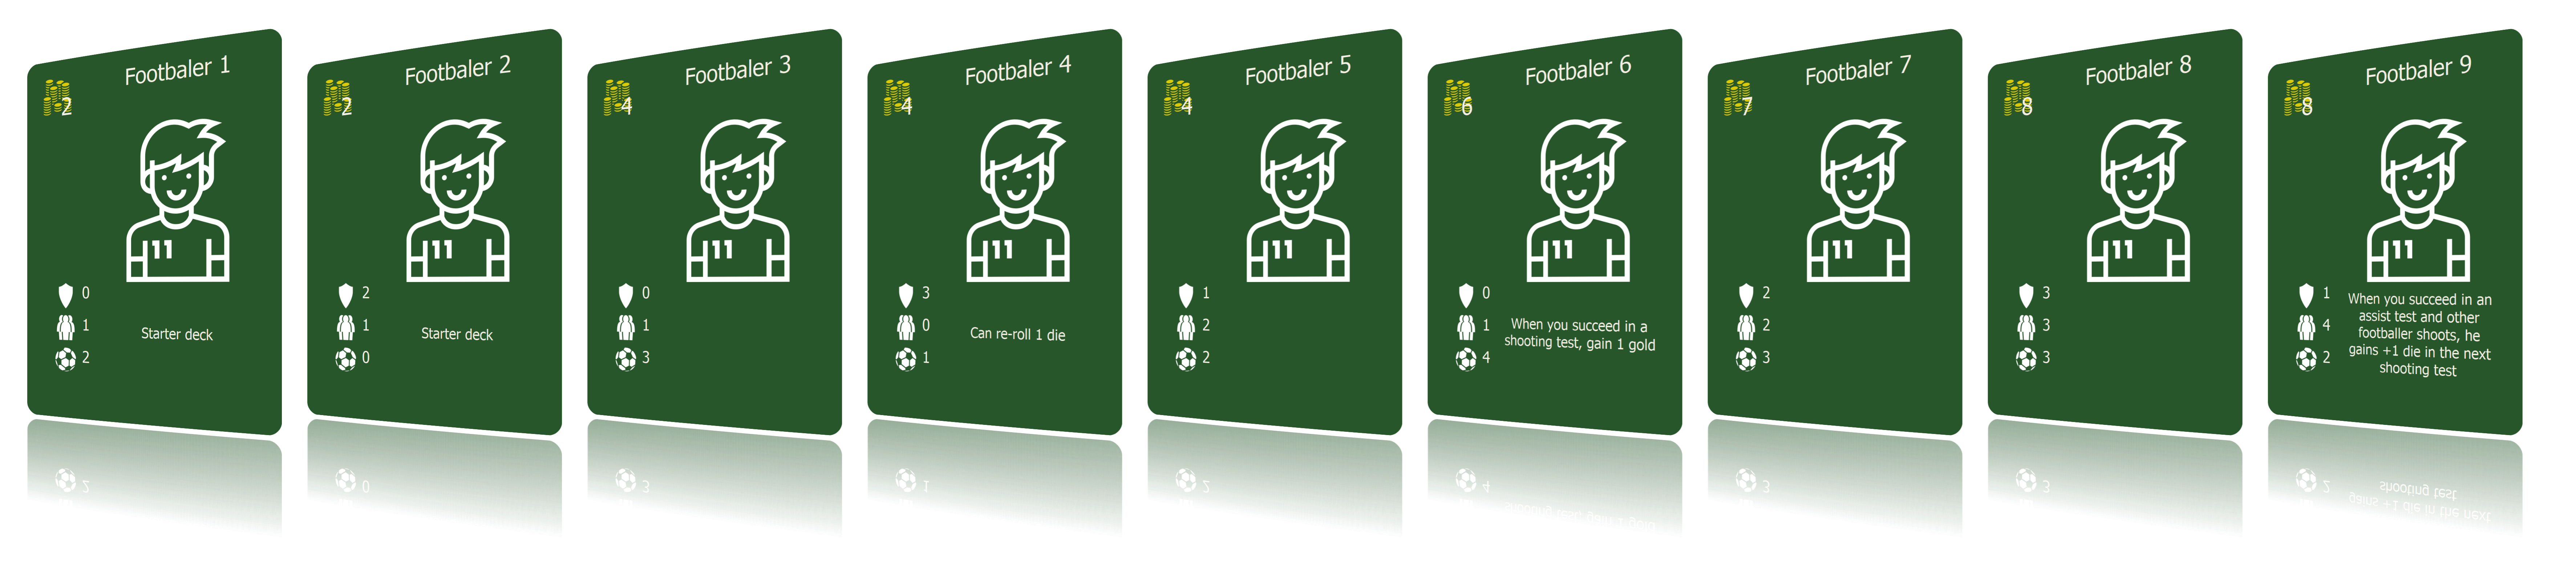 Footbaler 1
2
0
1
Starter deck
2
Footbaler 2
2
2
1
Starter deck
0
Footbaler 3
4
0
1
3
Footbaler 4
4
3
0
Can re-roll 1 die
1
Footbaler 5
4
1
2
2
Footbaler 6
6
0
1
4
When you succeed in a
shooting test, gain 1 gold
Footbaler 7
7
2
2
3
Footbaler 8
8
3
3
3
Footbaler 9
8
1
4
2
When you succeed in an
assist test and other
footballer shoots, he
gains +1 die in the next
shooting test